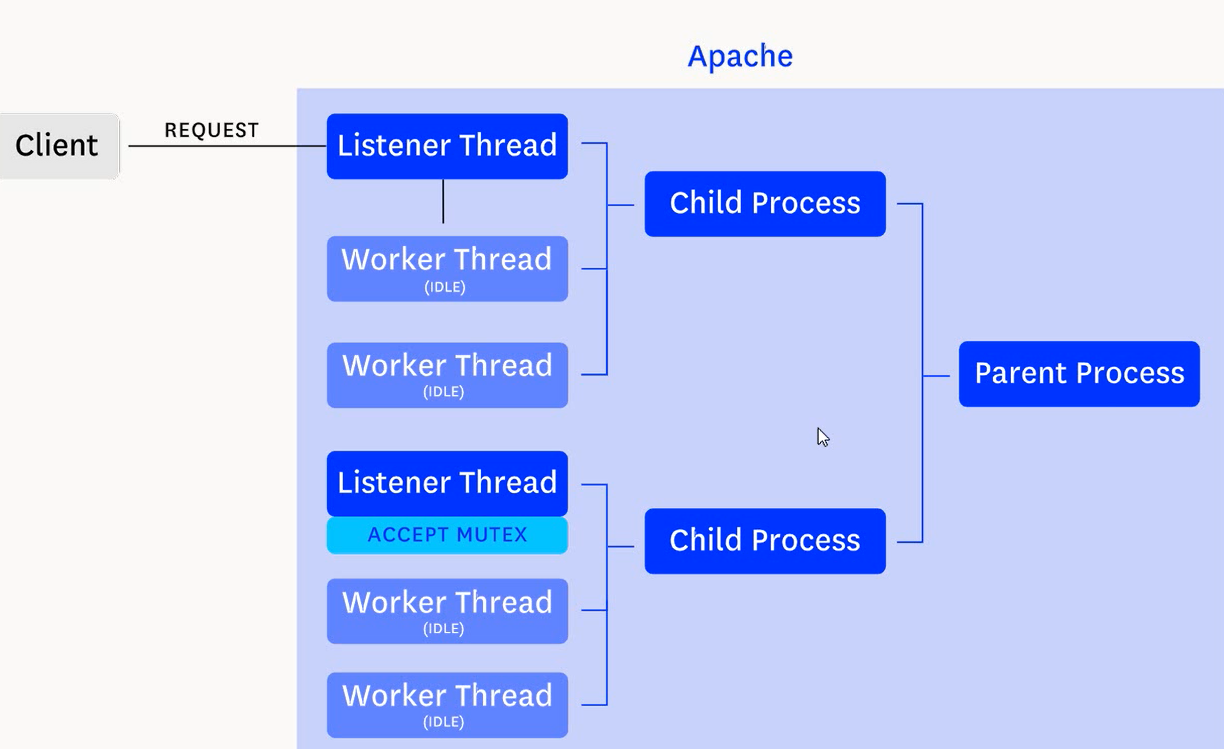 Apache
Client
REQUEST
Listener Thread
Worker Thread
(IDLE)
Worker Thread
(IDLE)
Child Process
Parent Process
Listener Thread
ACCEPT MUTEX
Worker Thread
(IDLE)
Worker Thread
(IDLE)
Child Process